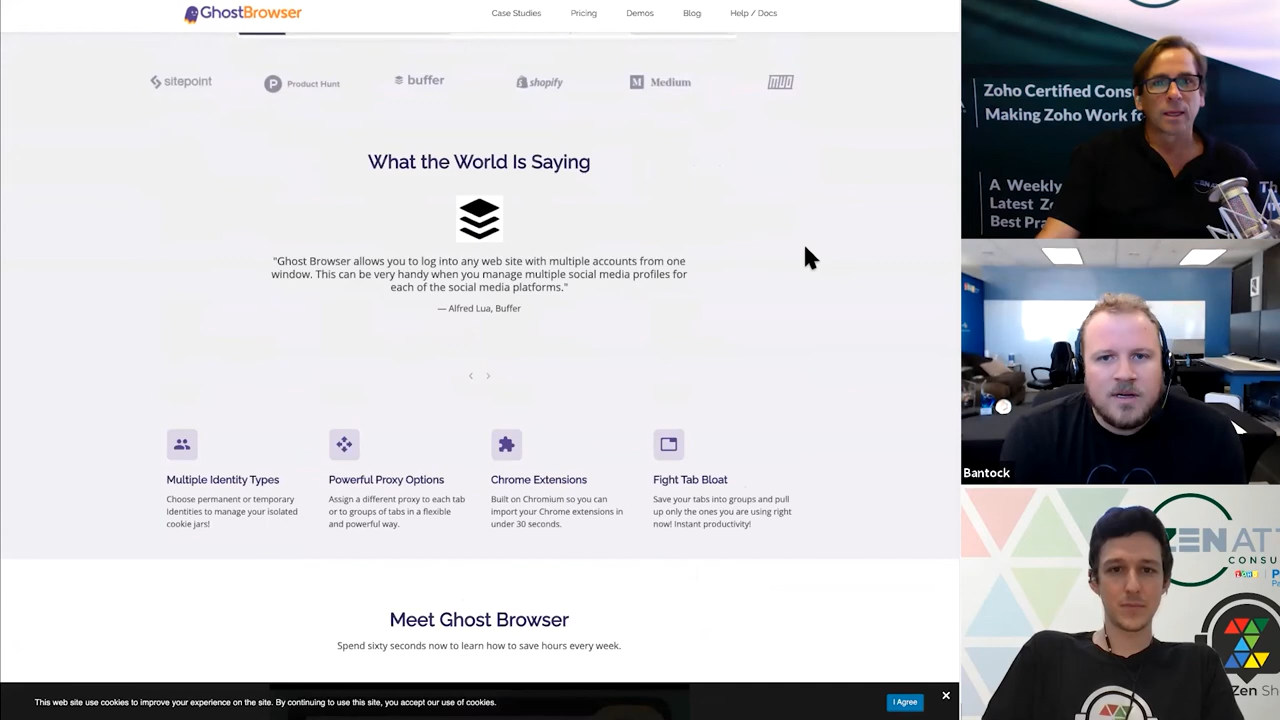 GhostBrowser
Case Studies
Pricing
Demos
Blog
Help / Docs
sitepoint
Product Hunt
buffer
shopify
M Medium
MUO
What the World Is Saying
"Ghost Browser allows you to log into any web site with multiple accounts from one
window. This can be very handy when you manage multiple social media profiles for
each of the social media platforms."
— Alfred Lua, Buffer
Multiple Identity Types
Choose permanent or temporary
Identities to manage your isolated
cookie jars!
Powerful Proxy Options
Assign a different proxy to each tab
or to groups of tabs in a flexible
and powerful way.
Chrome Extensions
Built on Chromium so you can
import your Chrome extensions in
under 30 seconds.
Fight Tab Bloat
Save your tabs into groups and pull
up only the ones you are using right
now! Instant productivity!
Meet Ghost Browser
Spend sixty seconds now to learn how to save hours every week.
This web site use cookies to improve your experience on the site. By continuing to use this site, you accept our use of cookies.
I Agree
Zoho Certified Cons
Making Zoho Work f
A Weekly
Latest Z
Best Pra
Th
Bantock
ZEN ATT
CONSU
Zen Sh